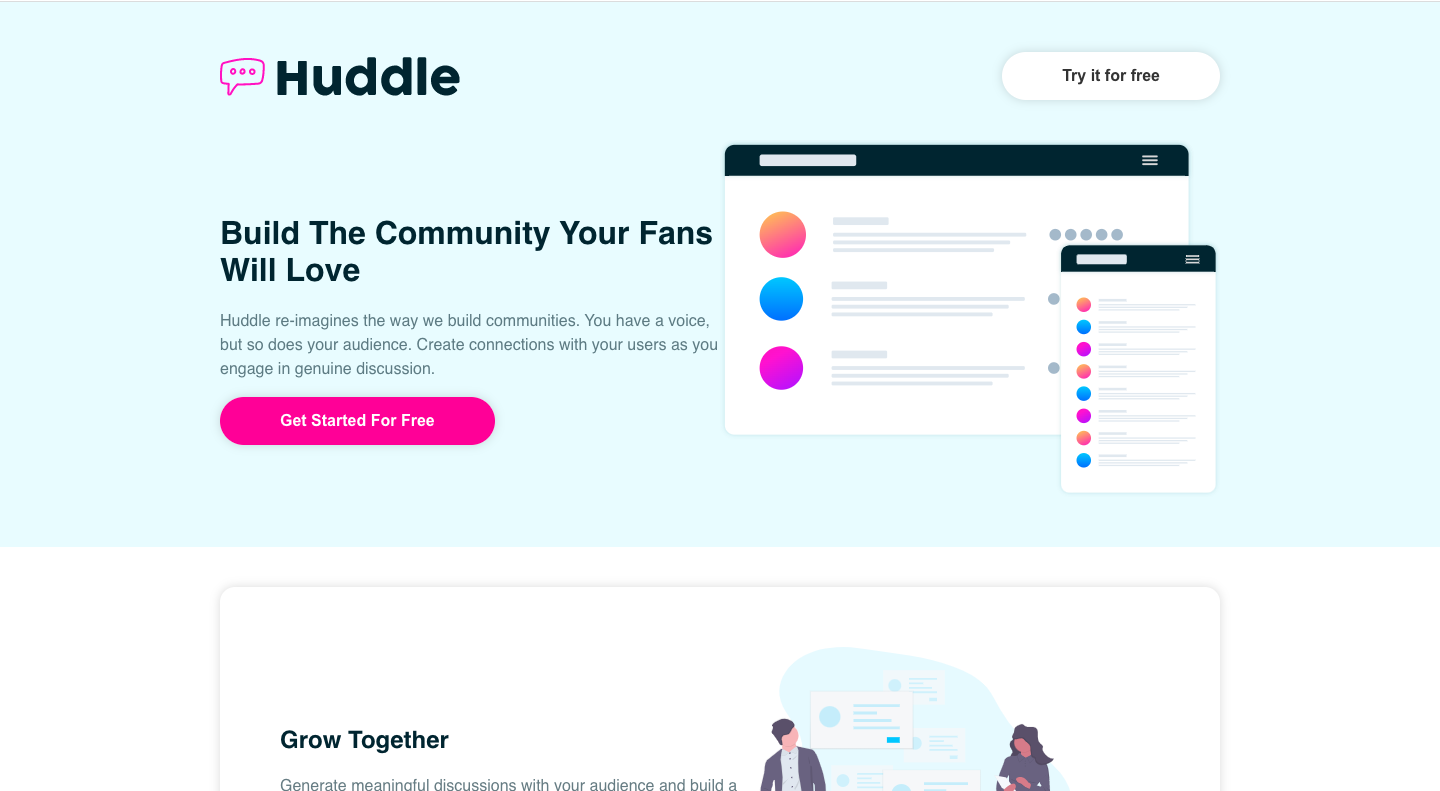 Huddle
Try it for free
Build The Community Your Fans
Will Love
Huddle re-imagines the way we build communities. You have a voice,
but so does your audience. Create connections with your users as you
engage in genuine discussion.
Get Started For Free
Grow Together
Generate meaningful discussions with your audience and build a